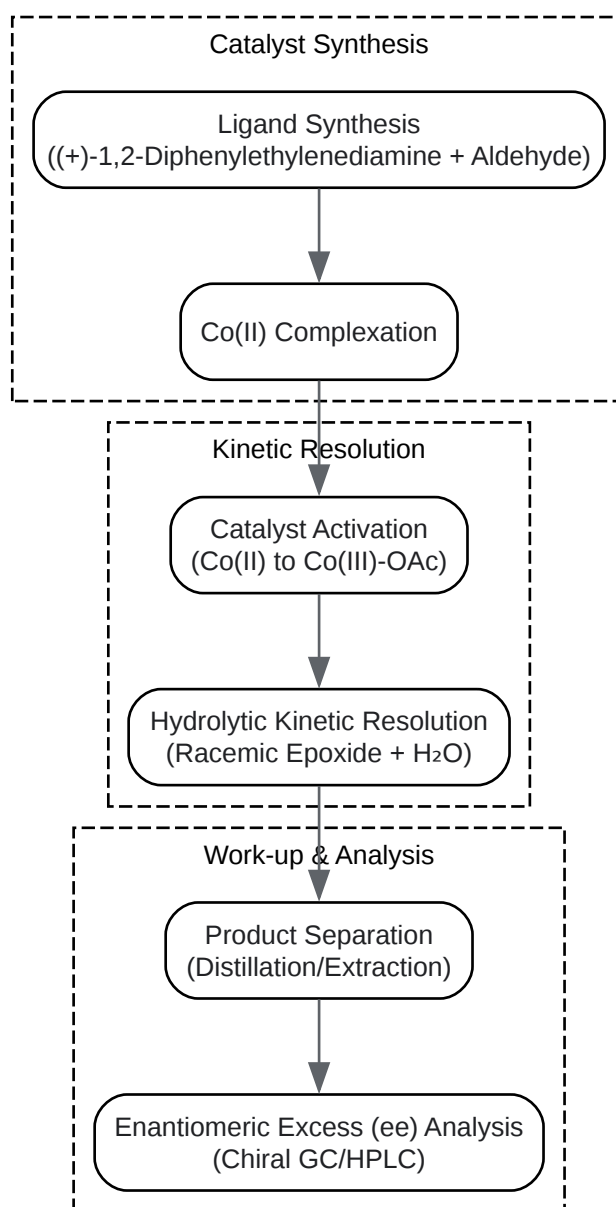 Catalyst Synthesis
Ligand Synthesis
((+)-1,2-Diphenylethylenediamine + Aldehyde)
Co(II) Complexation
Kinetic Resolution
Catalyst Activation
(Co(II) to Co(III)-OAc)
Hydrolytic Kinetic Resolution
(Racemic Epoxide + H₂O)
Work-up & Analysis
Product Separation
(Distillation/Extraction)
Enantiomeric Excess (ee) Analysis
(Chiral GC/HPLC)